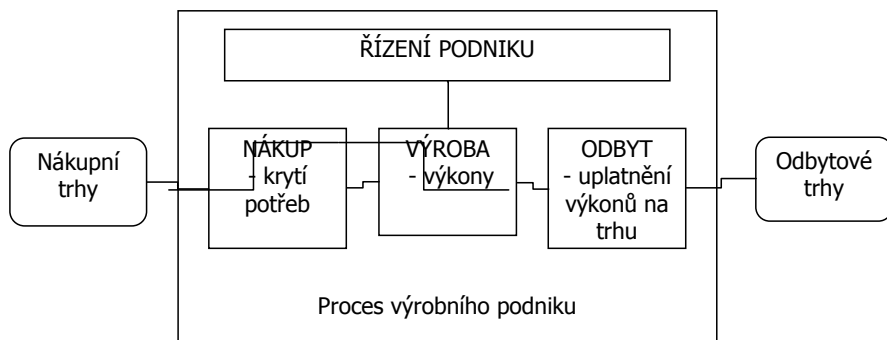 ŘÍZENÍ PODNIKU
Nákupní
trhy
NÁKUP
- krytí
potřeb
VÝROBA
- výkony
ODBYT
- uplatnění
výkonů na
trhu
Odbytové
trhy
Proces výrobního podniku